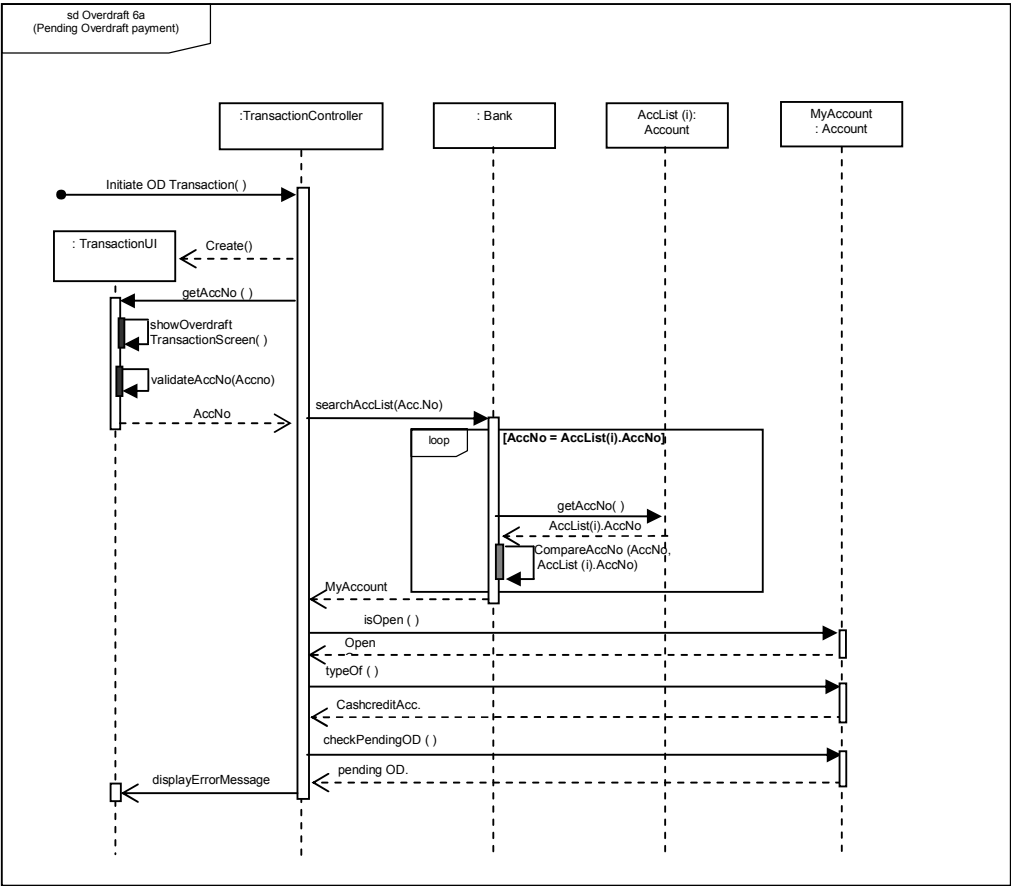 sd Overdraft 6a
(Pending Overdraft payment)
:TransactionController
: Bank
AccList (i):
Account
MyAccount
: Account
Initiate OD Transaction( )
: TransactionUI
Create()
getAccNo ( )
showOverdraft
TransactionScreen( )
validateAccNo(Accno)
AccNo
searchAccList(Acc.No)
loop
[AccNo = AccList(i).AccNo]
getAccNo( )
AccList(i).AccNo
CompareAccNo (AccNo,
AccList (i).AccNo)
MyAccount
isOpen ( )
Open
typeOf ( )
CashcreditAcc.
checkPendingOD ( )
pending OD.
displayErrorMessage